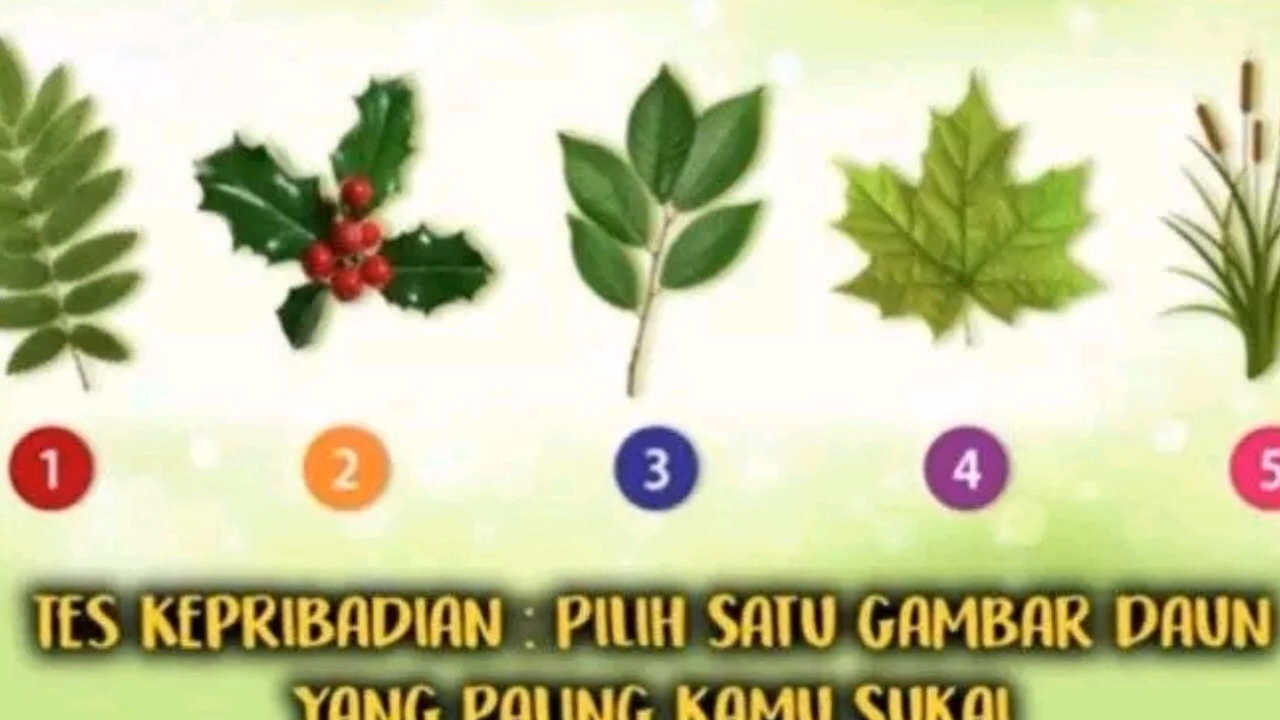 1 2 3 4 5
TES KEPRIBADIAN : PILIH SATU GAMBAR DAUN
YANG PALING KAMU SUKAI